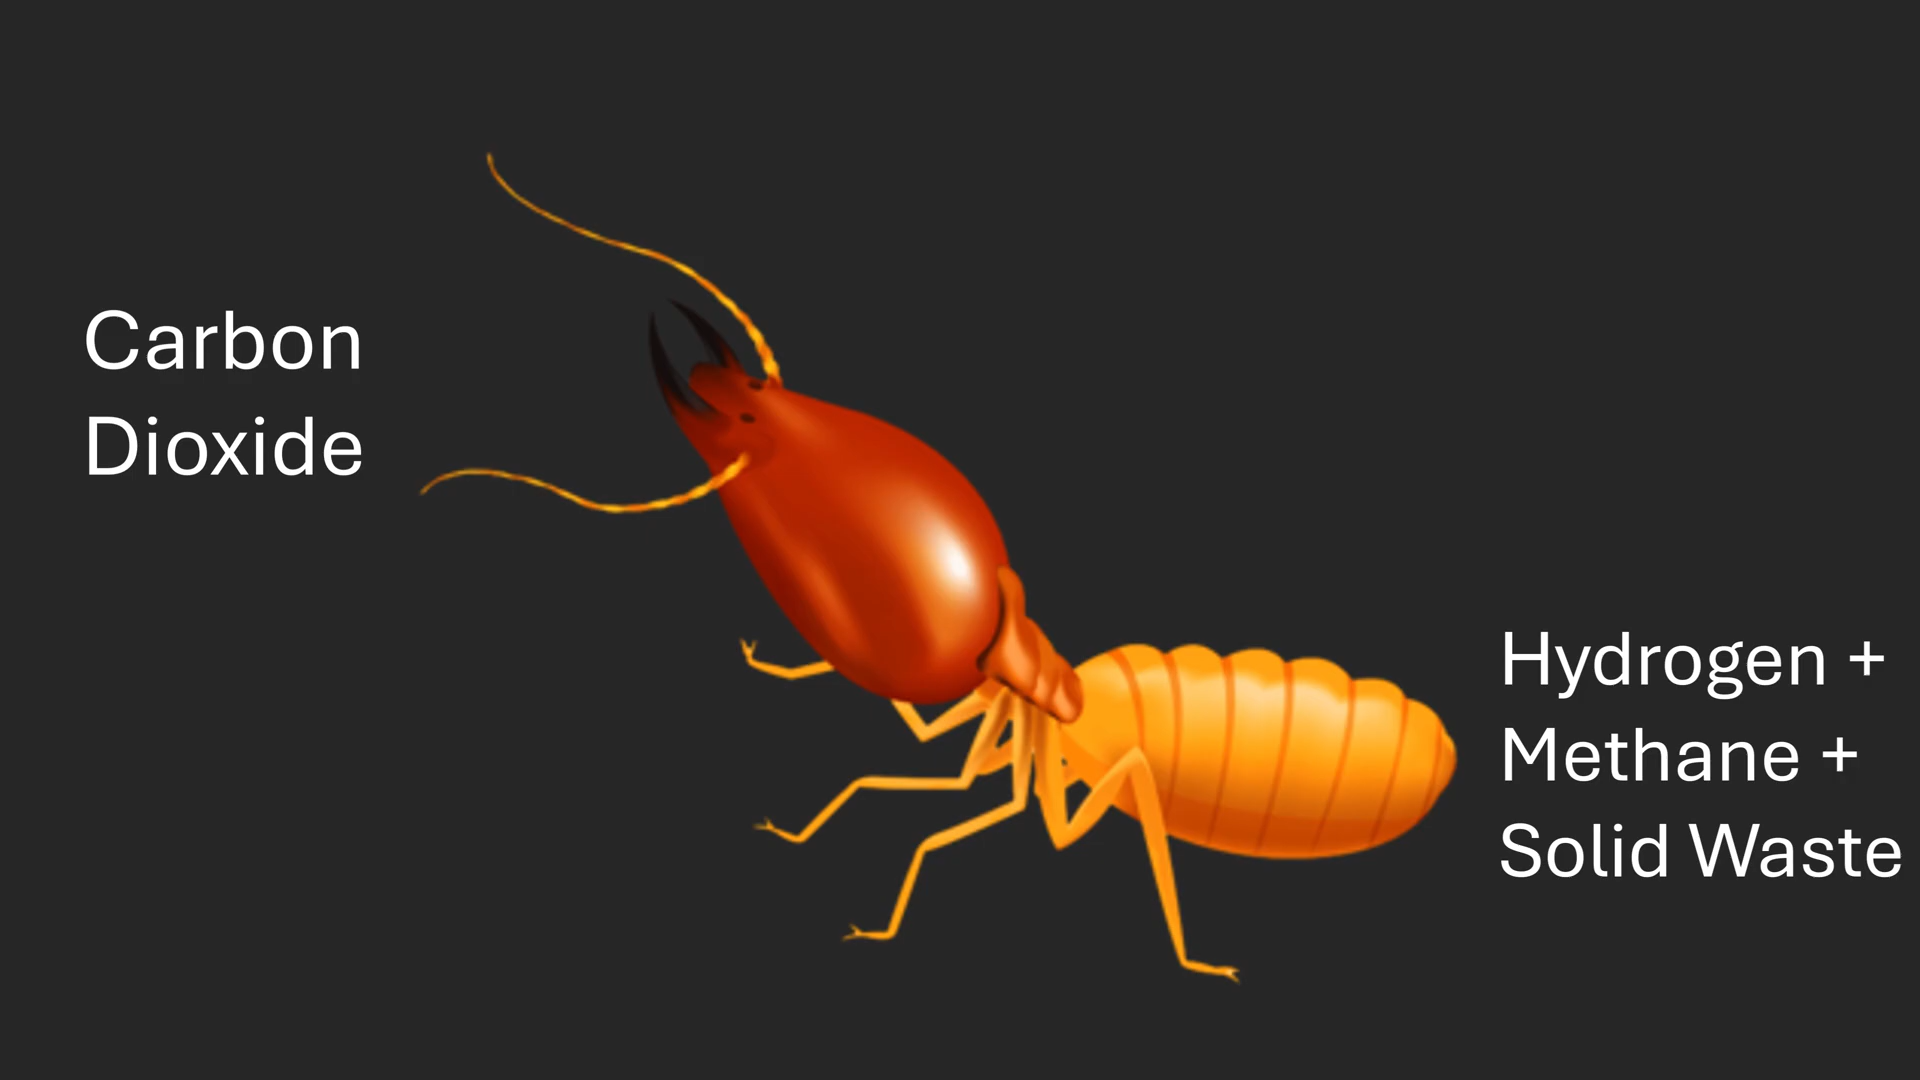 Carbon
Dioxide
Hydrogen +
Methane +
Solid Waste